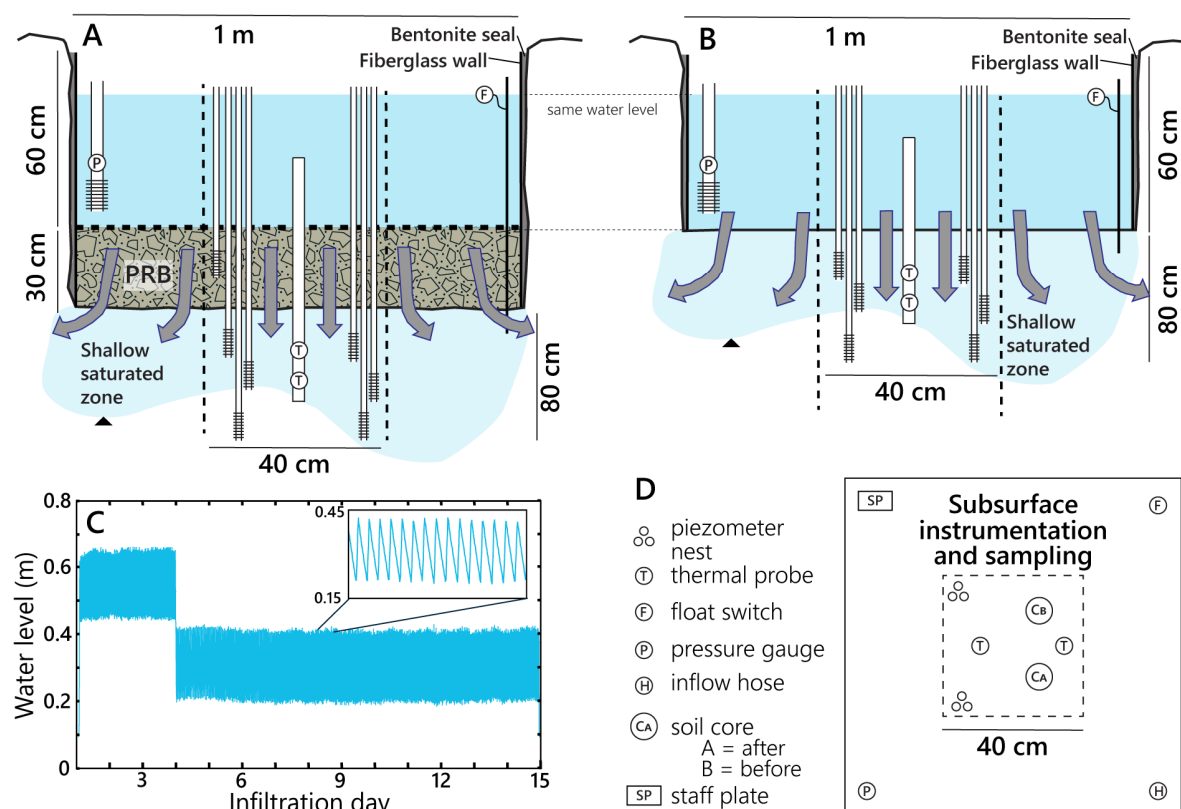 A
1 m
Bentonite seal
Fiberglass wall
F
P
60 cm
30 cm
PRB
T
T
Shallow
saturated
zone
80 cm
40 cm
same water level
B
1 m
Bentonite seal
Fiberglass wall
F
P
60 cm
T
T
Shallow
saturated
zone
80 cm
40 cm
C
Water level (m)
0.8
0.6
0.4
0.2
0
0.45
0.15
3
6
9
12
15
Infiltration day
D
piezometer
nest
T thermal probe
F float switch
P pressure gauge
H inflow hose
CA soil core
A = after
B = before
SP staff plate
SP
F
Subsurface
instrumentation
and sampling
CB
T
T
CA
40 cm
P
H